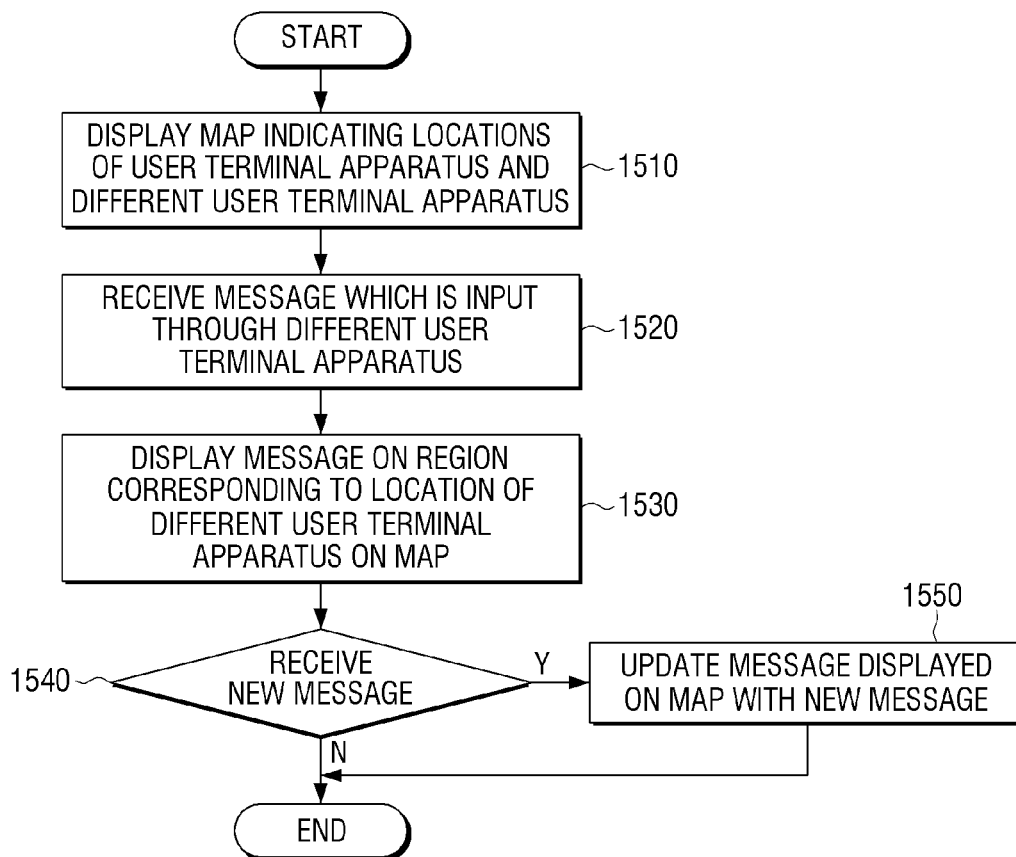 START
DISPLAY MAP INDICATING LOCATIONS
OF USER TERMINAL APPARATUS AND
DIFFERENT USER TERMINAL APPARATUS
1510
RECEIVE MESSAGE WHICH IS INPUT
THROUGH DIFFERENT USER
TERMINAL APPARATUS
1520
DISPLAY MESSAGE ON REGION
CORRESPONDING TO LOCATION OF
DIFFERENT USER TERMINAL
APPARATUS ON MAP
1530
1540
RECEIVE
NEW MESSAGE
Y
N
1550
UPDATE MESSAGE DISPLAYED
ON MAP WITH NEW MESSAGE
END